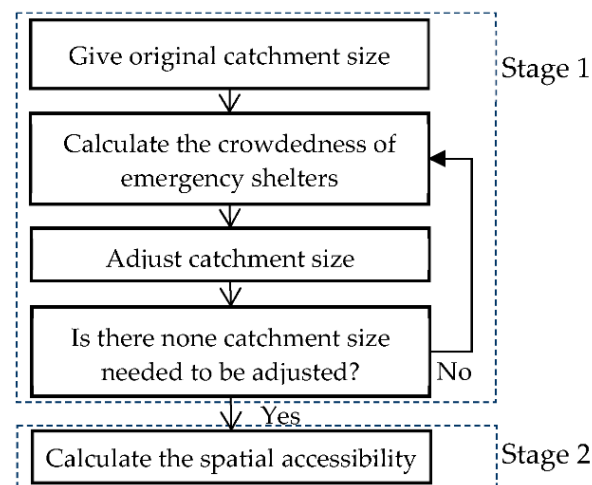 Give original catchment size
Stage 1
Calculate the crowdedness of
emergency shelters
Adjust catchment size
Is there none catchment size
needed to be adjusted?
No
Yes
Calculate the spatial accessibility
Stage 2